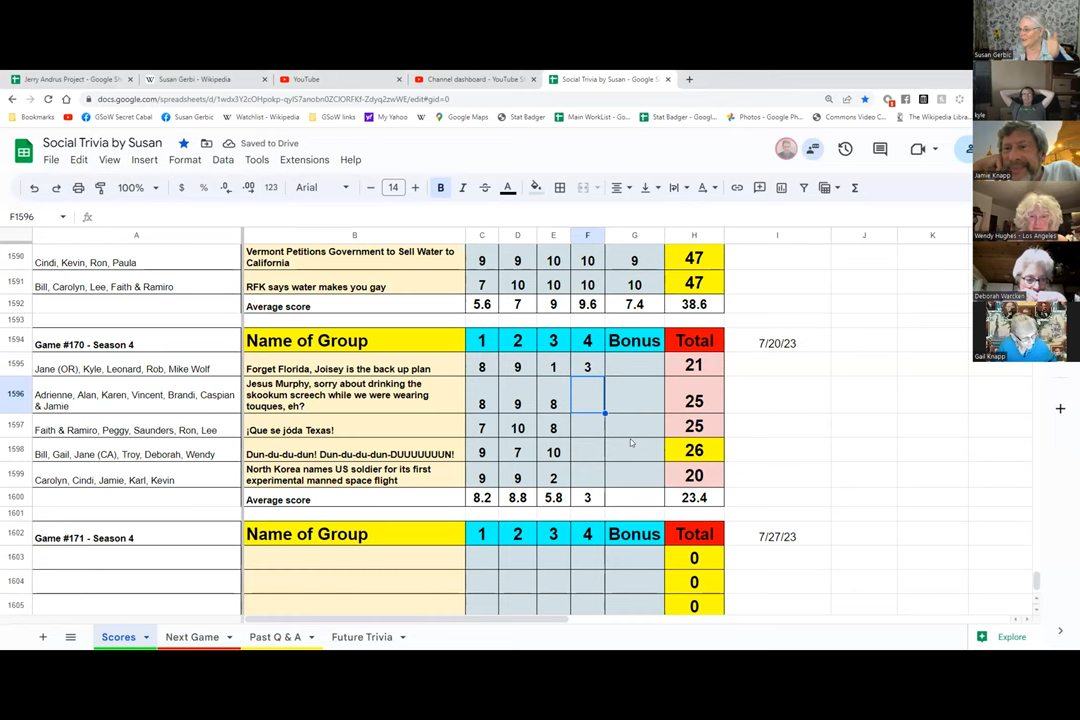 Jerry Andrus Project - Google Sh
Susan Gerbi - Wikipedia
YouTube
Channel dashboard - YouTube S
Social Trivia by Susan - Google S
docs.google.com/spreadsheets/d/1wdx3Y2cOHpokp-qyIS7anobn0ZCIORFKf-Zdyq2zwWE/edit#gid=0
Bookmarks
GSoW Secret Cabal
Susan Gerbic
Watchlist - Wikipedia
GSoW links
My Yahoo
Google Maps
Stat Badger
Main WorkList - Go...
Stat Badger - Goog...
Photos - Google Ph...
Commons Video C...
The Wikipedia Libra...
Social Trivia by Susan
Saved to Drive
File Edit View Insert Format Data Tools Extensions Help
100% $ % .0 .00 123 Arial 14 B I S A
F1596 fx
A B C D E F G H I J K
1590 Cindi, Kevin, Ron, Paula Vermont Petitions Government to Sell Water to
California 9 9 10 10 9 47
1591 Bill, Carolyn, Lee, Faith & Ramiro RFK says water makes you gay 7 10 10 10 10 47
1592 Average score 5.6 7 9 9.6 7.4 38.6
1593
1594 Game #170 - Season 4 Name of Group 1 2 3 4 Bonus Total 7/20/23
1595 Jane (OR), Kyle, Leonard, Rob, Mike Wolf Forget Florida, Joisey is the back up plan 8 9 1 3 21
1596 Adrienne, Alan, Karen, Vincent, Brandi, Caspian
& Jamie Jesus Murphy, sorry about drinking the
skookum screech while we were wearing
touques, eh? 8 9 8 25
1597 Faith & Ramiro, Peggy, Saunders, Ron, Lee ¡Que se jóda Texas! 7 10 8 25
1598 Bill, Gail, Jane (CA), Troy, Deborah, Wendy Dun-du-du-dun! Dun-du-du-dun-DUUUUUUN! 9 7 10 26
1599 Carolyn, Cindi, Jamie, Karl, Kevin North Korea names US soldier for its first
experimental manned space flight 9 9 2 20
1600 Average score 8.2 8.8 5.8 3 23.4
1601
1602 Game #171 - Season 4 Name of Group 1 2 3 4 Bonus Total 7/27/23
1603 0
1604 0
1605 0
Scores
Next Game
Past Q & A
Future Trivia
Explore
Susan Gerbic
kyle
Jamie Knapp
Wendy Hughes - Los Angeles
Deborah Warcken
Gail Knapp